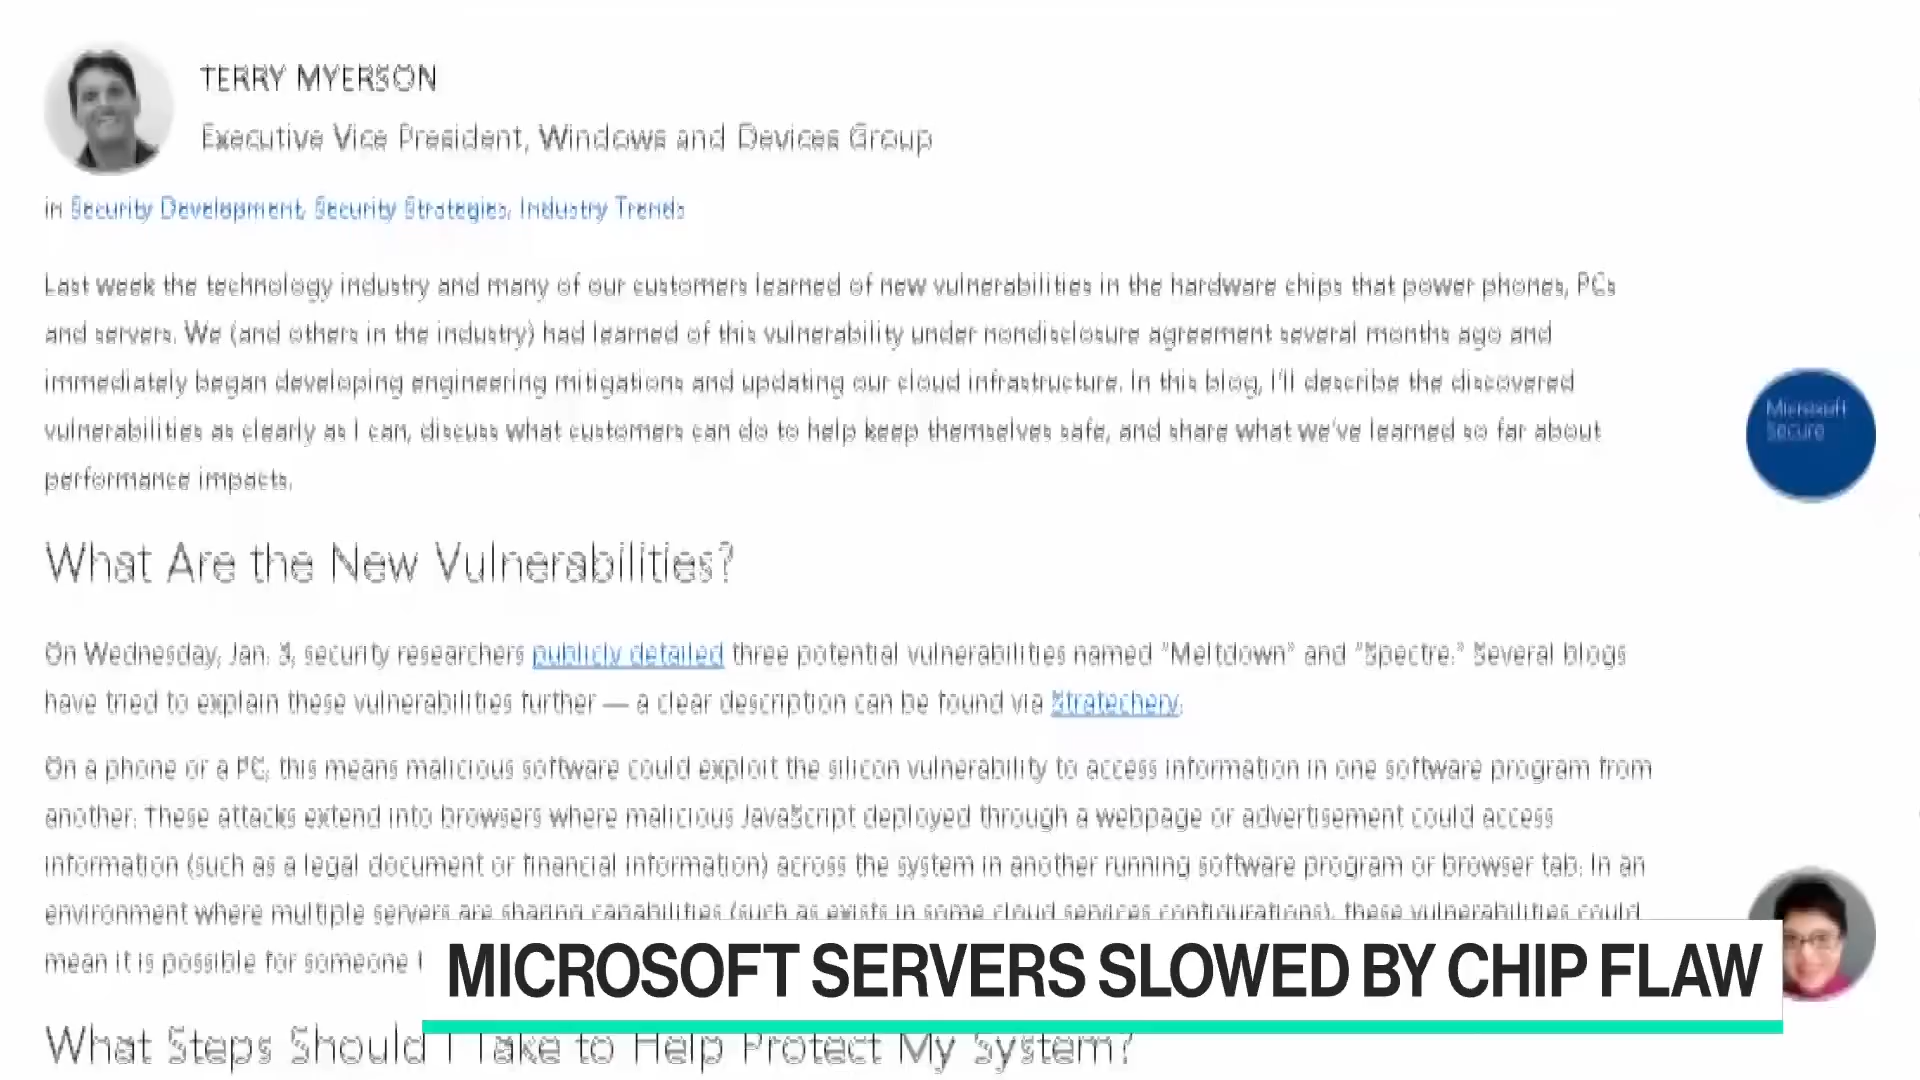 TERRY MYERSON
Executive Vice President, Windows and Devices Group
in Security Development, Security Strategies, Industry Trends
Last week the technology industry and many of our customers learned of new vulnerabilities in the hardware chips that power phones, PCs
and servers. We (and others in the industry) had learned of this vulnerability under nondisclosure agreement several months ago and
immediately began developing engineering mitigations and updating our cloud infrastructure. In this blog, I'll describe the discovered
vulnerabilities as clearly as I can, discuss what customers can do to help keep themselves safe, and share what we've learned so far about
performance impacts.
Microsoft
Secure
What Are the New Vulnerabilities?
On Wednesday, Jan. 3, security researchers publicly detailed three potential vulnerabilities named "Meltdown" and "Spectre." Several blogs
have tried to explain these vulnerabilities further — a clear description can be found via Stratechery.
On a phone or a PC, this means malicious software could exploit the silicon vulnerability to access information in one software program from
another. These attacks extend into browsers where malicious JavaScript deployed through a webpage or advertisement could access
information (such as a legal document or financial information) across the system in another running software program or browser tab. In an
environment where multiple servers are sharing capabilities (such as exists in some cloud services configurations), these vulnerabilities could
mean it is possible for someone t
MICROSOFT SERVERS SLOWED BY CHIP FLAW
What Steps Should I Take to Help Protect My System?